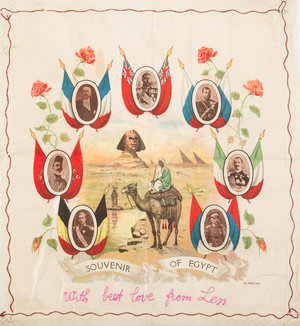 SOUVENIR OF EGYPT
With best love from Len